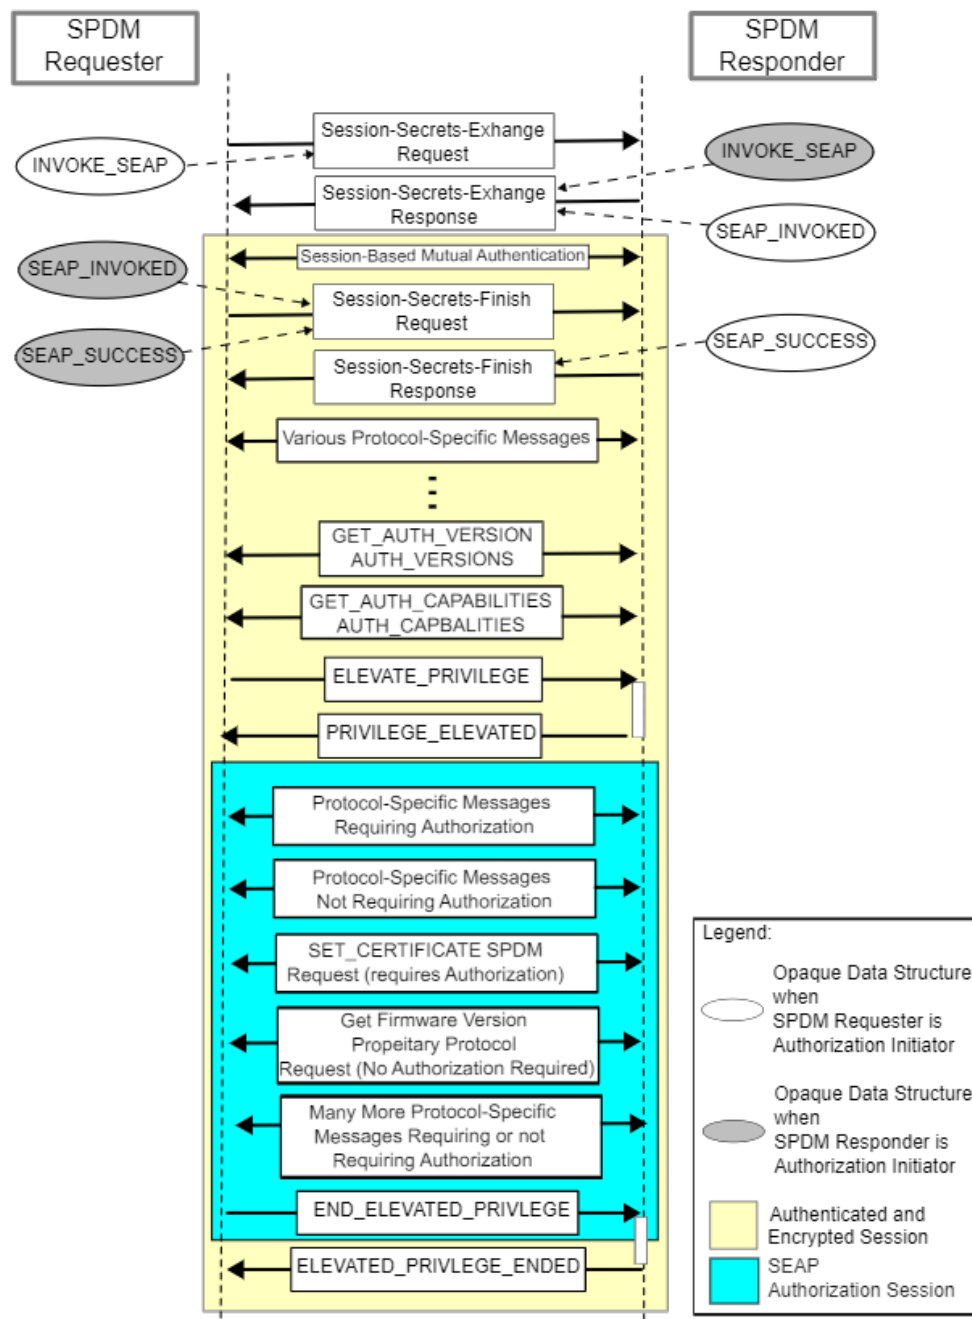 SPDM
Requester
SPDM
Responder
Session-Secrets-Exhange
Request
INVOKE_SEAP
INVOKE_SEAP
Session-Secrets-Exhange
Response
SEAP_INVOKED
Session-Based Mutual Authentication
SEAP_INVOKED
Session-Secrets-Finish
Request
SEAP_SUCCESS
SEAP_SUCCESS
Session-Secrets-Finish
Response
Various Protocol-Specific Messages
GET_AUTH_VERSION
AUTH_VERSIONS
GET_AUTH_CAPABILITIES
AUTH_CAPBALITIES
ELEVATE_PRIVILEGE
PRIVILEGE_ELEVATED
Protocol-Specific Messages
Requiring Authorization
Protocol-Specific Messages
Not Requiring Authorization
SET_CERTIFICATE SPDM
Request (requires Authorization)
Get Firmware Version
Propeitary Protocol
Request (No Authorization Required)
Many More Protocol-Specific
Messages Requiring or not
Requiring Authorization
END_ELEVATED_PRIVLEGE
ELEVATED_PRIVLEGE_ENDED
Legend:
Opaque Data Structure
when
SPDM Requester is
Authorization Initiator
Opaque Data Structure
when
SPDM Responder is
Authorization Initiator
Authenticated and
Encrypted Session
SEAP
Authorization Session